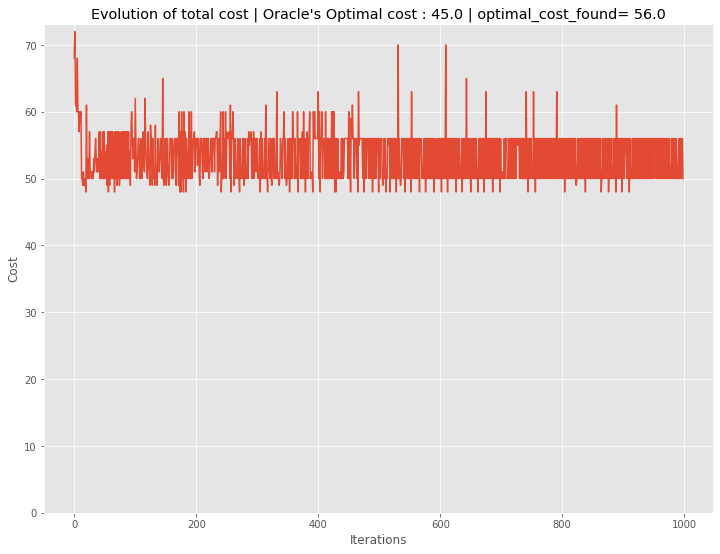 Evolution of total cost | Oracle's Optimal cost : 45.0 | optimal_cost_found= 56.0
70
60
50
40
30
20
10
0
Cost
0 200 400 600 800 1000
Iterations